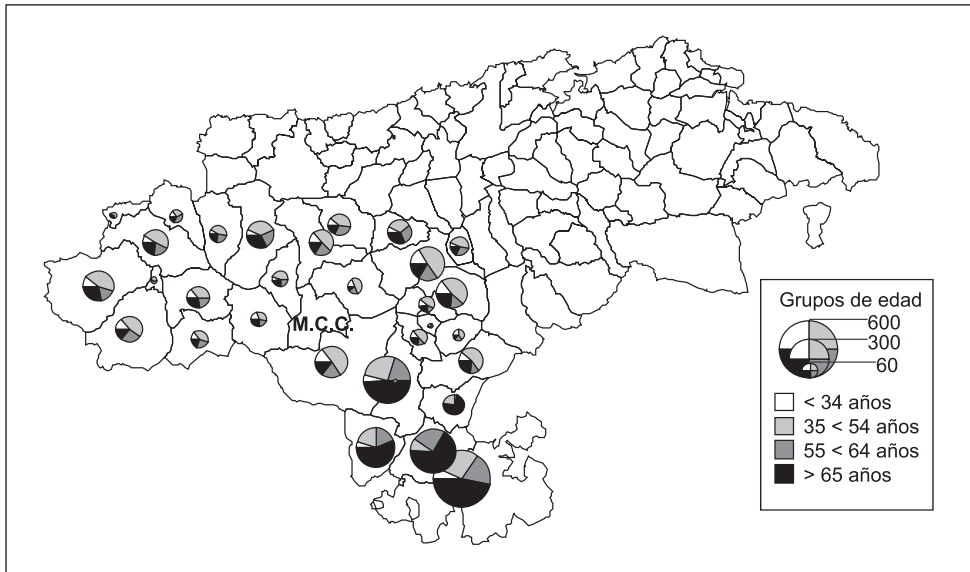 M.C.C.
Grupos de edad
600
300
60
< 34 años
35 < 54 años
55 < 64 años
> 65 años